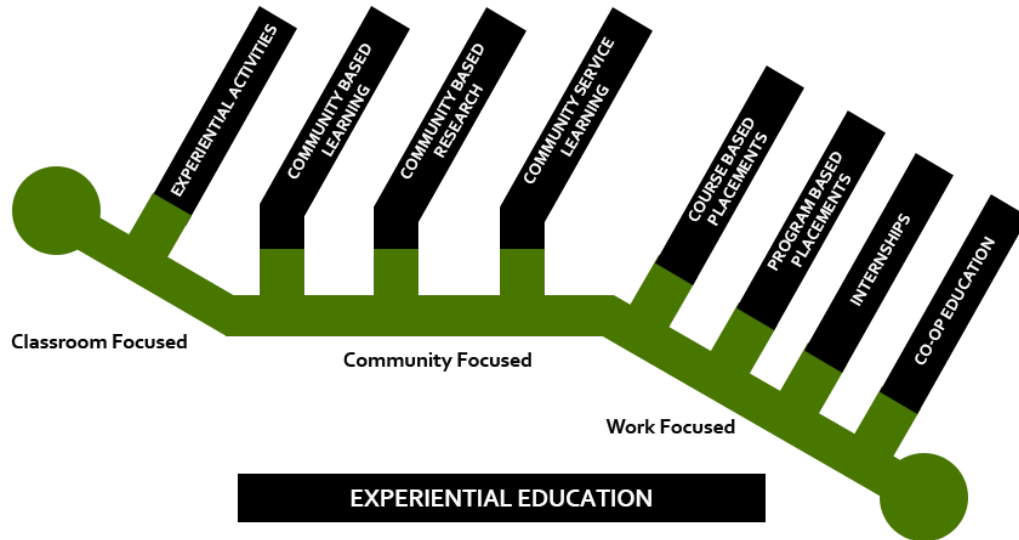 EXPERIENTIAL ACTIVITIES
COMMUNITY BASED
LEARNING
COMMUNITY BASED
RESEARCH
COMMUNITY SERVICE
LEARNING
COURSE BASED
PLACEMENTS
PROGRAM BASED
PLACEMENTS
INTERNSHIPS
CO-OP EDUCATION
Classroom Focused
Community Focused
Work Focused
EXPERIENTIAL EDUCATION